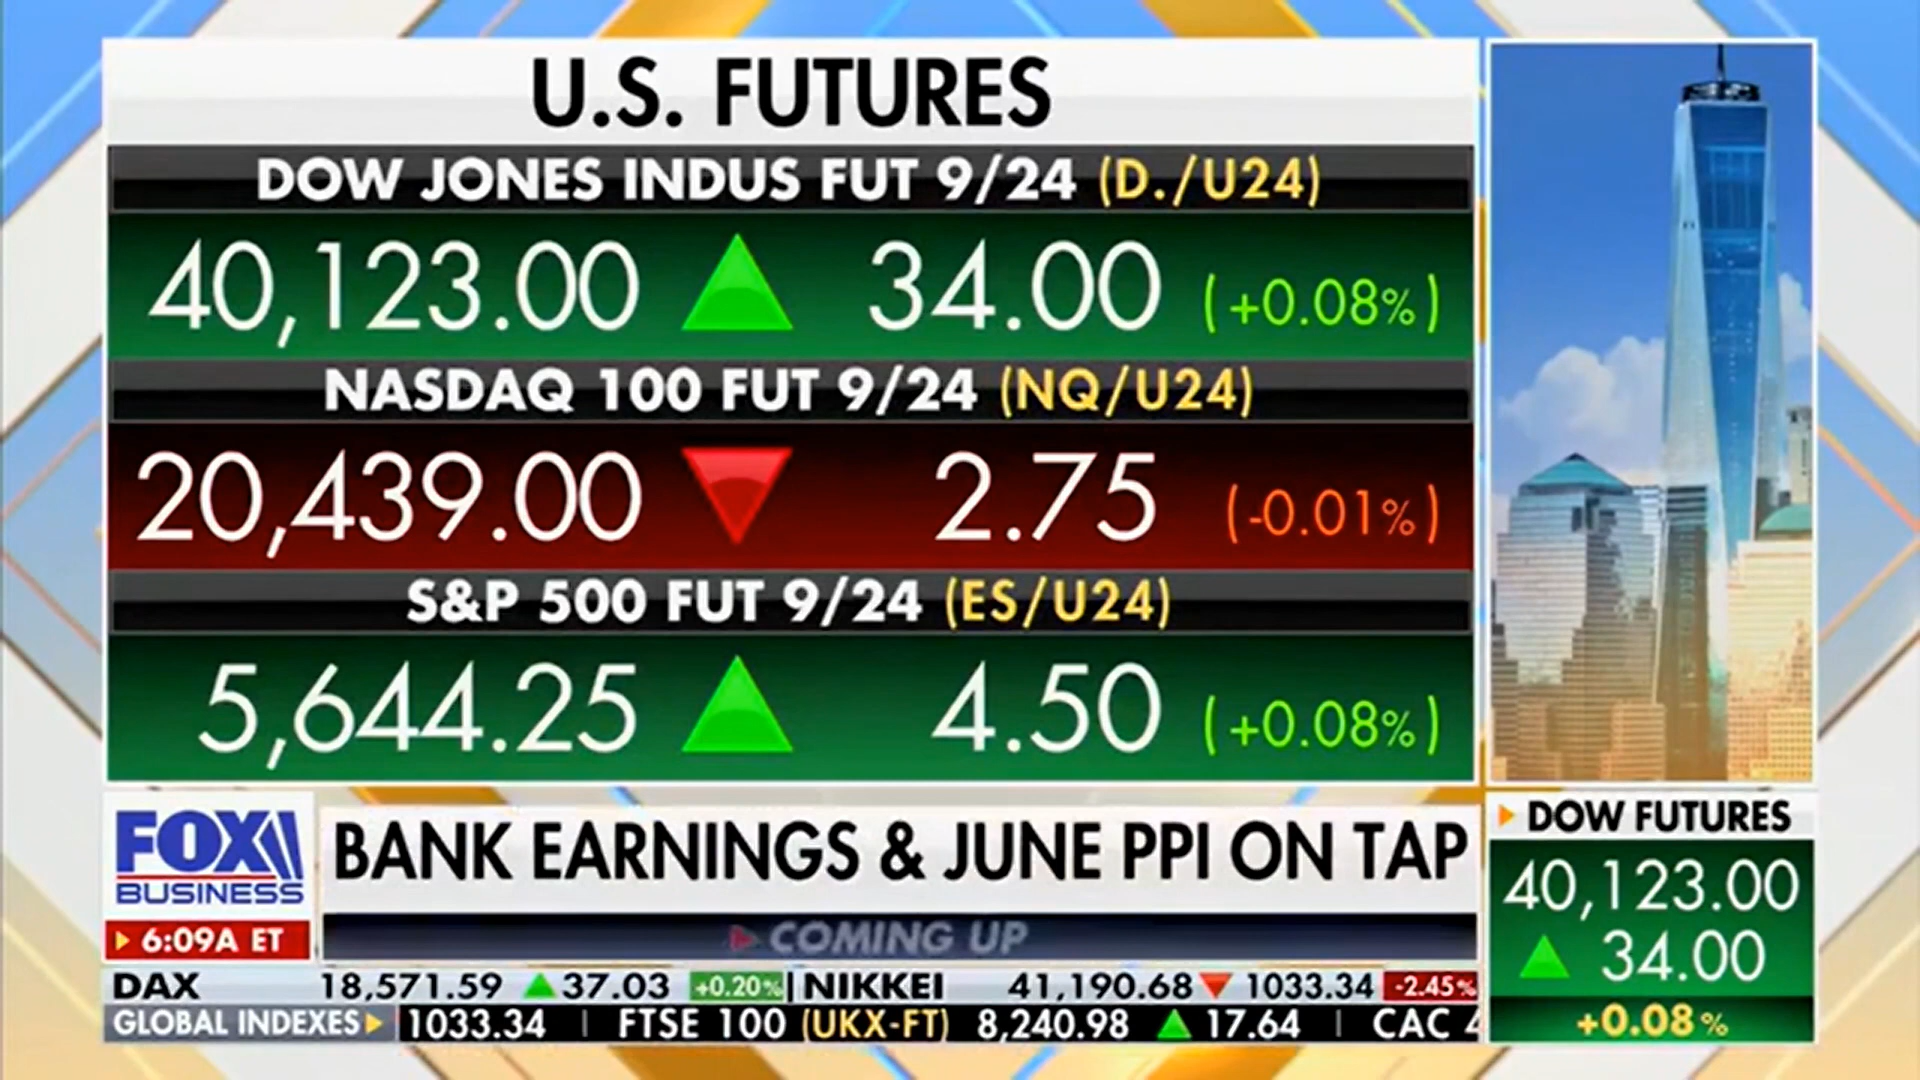 U.S. FUTURES
DOW JONES INDUS FUT 9/24 (D./U24)
40,123.00 ▲ 34.00 (+0.08%)
NASDAQ 100 FUT 9/24 (NQ/U24)
20,439.00 ▼ 2.75 (-0.01%)
S&P 500 FUT 9/24 (ES/U24)
5,644.25 ▲ 4.50 (+0.08%)
FOX
BUSINESS
BANK EARNINGS & JUNE PPI ON TAP
6:09A ET
COMING UP
DOW FUTURES
40,123.00
▲ 34.00
+0.08%
DAX 18,571.59 ▲ 37.03 +0.20% | NIKKEI 41,190.68 ▼ 1033.34 -2.45%
GLOBAL INDEXES 1033.34 | FTSE 100 (UKX-FT) 8,240.98 ▲ 17.64 | CAC